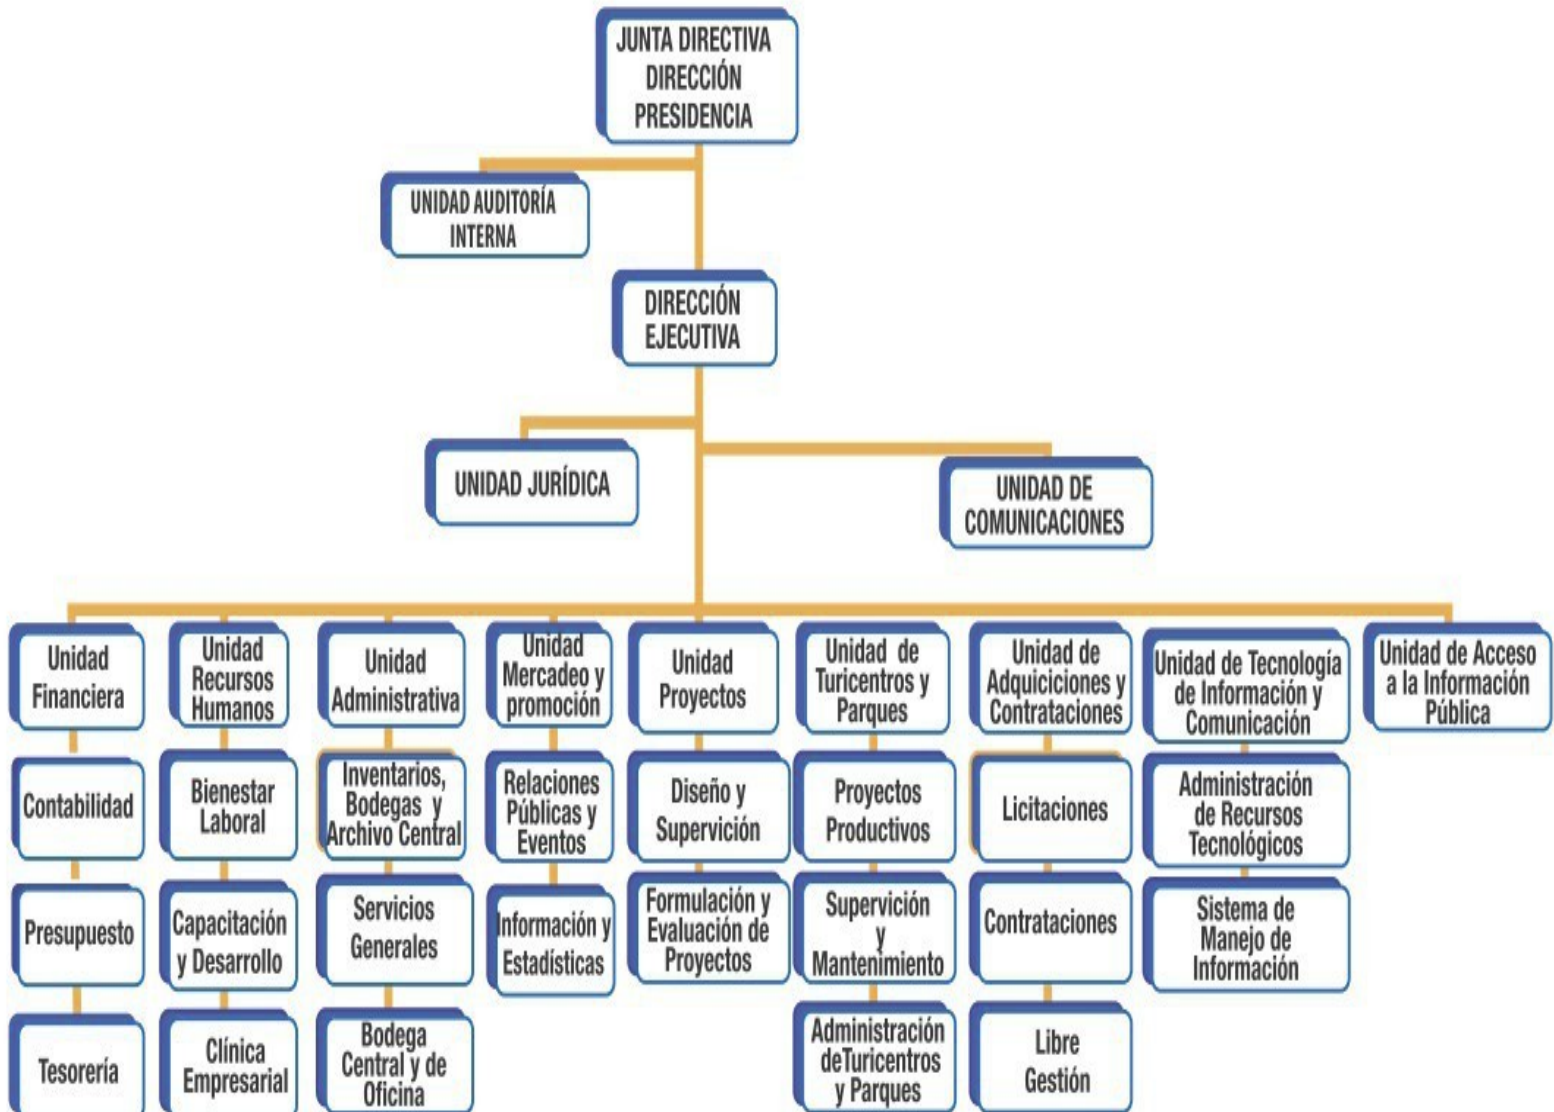 JUNTA DIRECTIVA
DIRECCIÓN
PRESIDENCIA
UNIDAD AUDITORÍA
INTERNA
DIRECCIÓN
EJECUTIVA
UNIDAD JURÍDICA
UNIDAD DE
COMUNICACIONES
Unidad
Financiera
Contabilidad
Presupuesto
Tesorería
Unidad
Recursos
Humanos
Bienestar
Laboral
Capacitación
y Desarrollo
Clínica
Empresarial
Unidad
Administrativa
Inventarios,
Bodegas y
Archivo Central
Servicios
Generales
Bodega
Central y de
Oficina
Unidad
Mercadeo y
promoción
Relaciones
Públicas y
Eventos
Información y
Estadísticas
Unidad
Proyectos
Diseño y
Supervición
Formulación y
Evaluación de
Proyectos
Unidad de
Turicentros y
Parques
Proyectos
Productivos
Supervición
y
Mantenimiento
Administración
deTuricentros
y Parques
Unidad de
Adquiciciones y
Contrataciones
Licitaciones
Contrataciones
Libre
Gestión
Unidad de Tecnología
de Información y
Comunicación
Administración
de Recursos
Tecnológicos
Sistema de
Manejo de
Información
Unidad de Acceso
a la Información
Pública